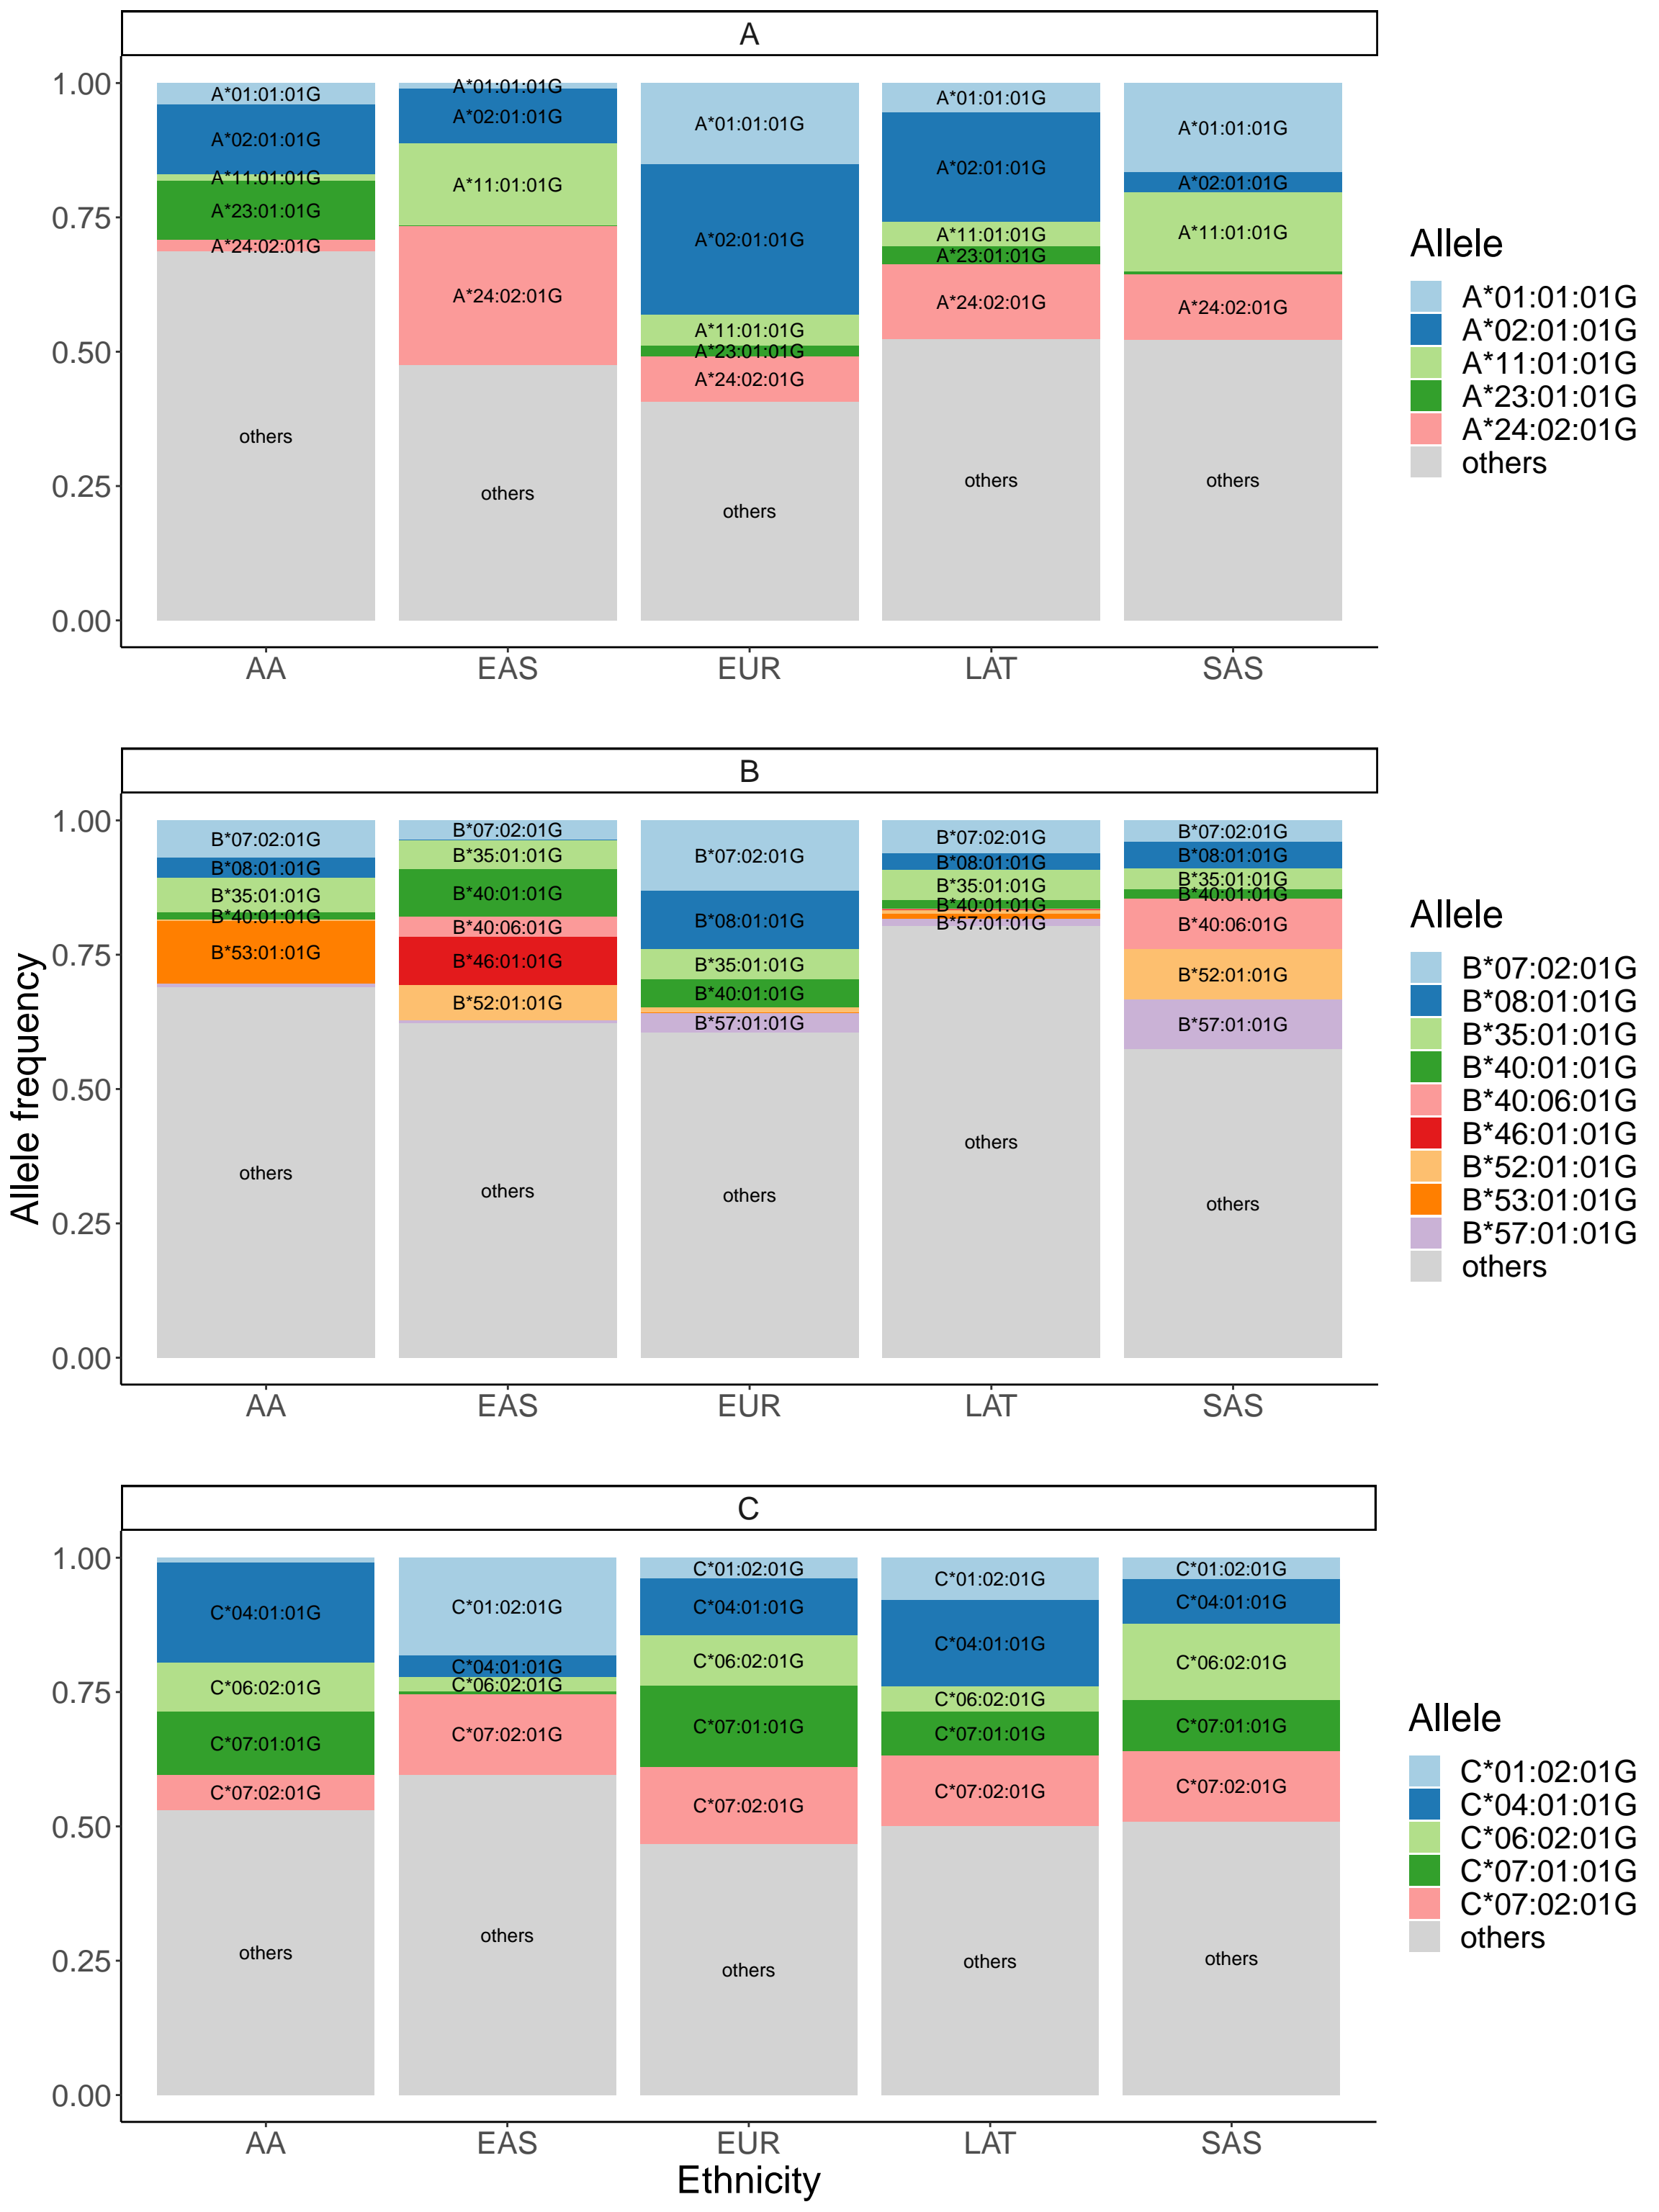 A
1.00
0.75
0.50
0.25
0.00
A*01:01:01G
A*02:01:01G
A*11:01:01G
A*23:01:01G
A*24:02:01G
others
A*01:01:01G
A*02:01:01G
A*11:01:01G
A*24:02:01G
others
A*01:01:01G
A*02:01:01G
A*11:01:01G
A*23:01:01G
A*24:02:01G
others
A*01:01:01G
A*02:01:01G
A*11:01:01G
A*23:01:01G
A*24:02:01G
others
A*01:01:01G
A*02:01:01G
A*11:01:01G
A*24:02:01G
others
AA EAS EUR LAT SAS
Allele
A*01:01:01G
A*02:01:01G
A*11:01:01G
A*23:01:01G
A*24:02:01G
others
B
Allele frequency
1.00
0.75
0.50
0.25
0.00
B*07:02:01G
B*08:01:01G
B*35:01:01G
B*40:01:01G
B*53:01:01G
others
B*07:02:01G
B*35:01:01G
B*40:01:01G
B*40:06:01G
B*46:01:01G
B*52:01:01G
others
B*07:02:01G
B*08:01:01G
B*35:01:01G
B*40:01:01G
B*57:01:01G
others
B*07:02:01G
B*08:01:01G
B*35:01:01G
B*40:01:01G
B*57:01:01G
others
B*07:02:01G
B*08:01:01G
B*35:01:01G
B*40:01:01G
B*40:06:01G
B*52:01:01G
B*57:01:01G
others
AA EAS EUR LAT SAS
Allele
B*07:02:01G
B*08:01:01G
B*35:01:01G
B*40:01:01G
B*40:06:01G
B*46:01:01G
B*52:01:01G
B*53:01:01G
B*57:01:01G
others
C
1.00
0.75
0.50
0.25
0.00
C*04:01:01G
C*06:02:01G
C*07:01:01G
C*07:02:01G
others
C*01:02:01G
C*04:01:01G
C*06:02:01G
C*07:02:01G
others
C*01:02:01G
C*04:01:01G
C*06:02:01G
C*07:01:01G
C*07:02:01G
others
C*01:02:01G
C*04:01:01G
C*06:02:01G
C*07:01:01G
C*07:02:01G
others
C*01:02:01G
C*04:01:01G
C*06:02:01G
C*07:01:01G
C*07:02:01G
others
AA EAS EUR LAT SAS
Ethnicity
Allele
C*01:02:01G
C*04:01:01G
C*06:02:01G
C*07:01:01G
C*07:02:01G
others